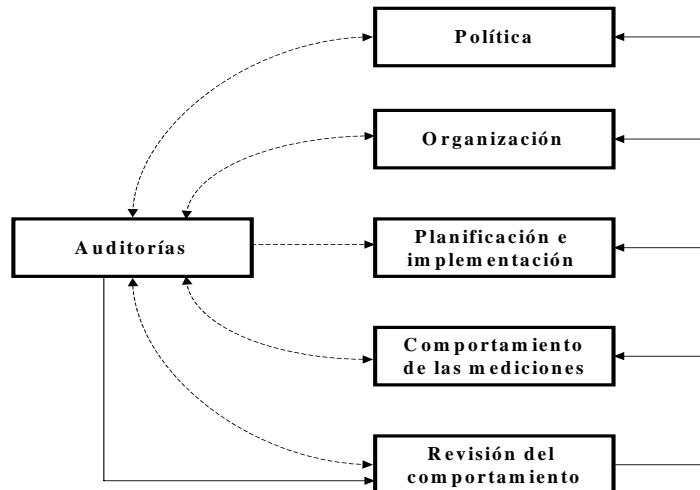 Política
Organización
Auditorías
Planificación e
implementación
Comportamiento
de las mediciones
Revisión del
comportamiento